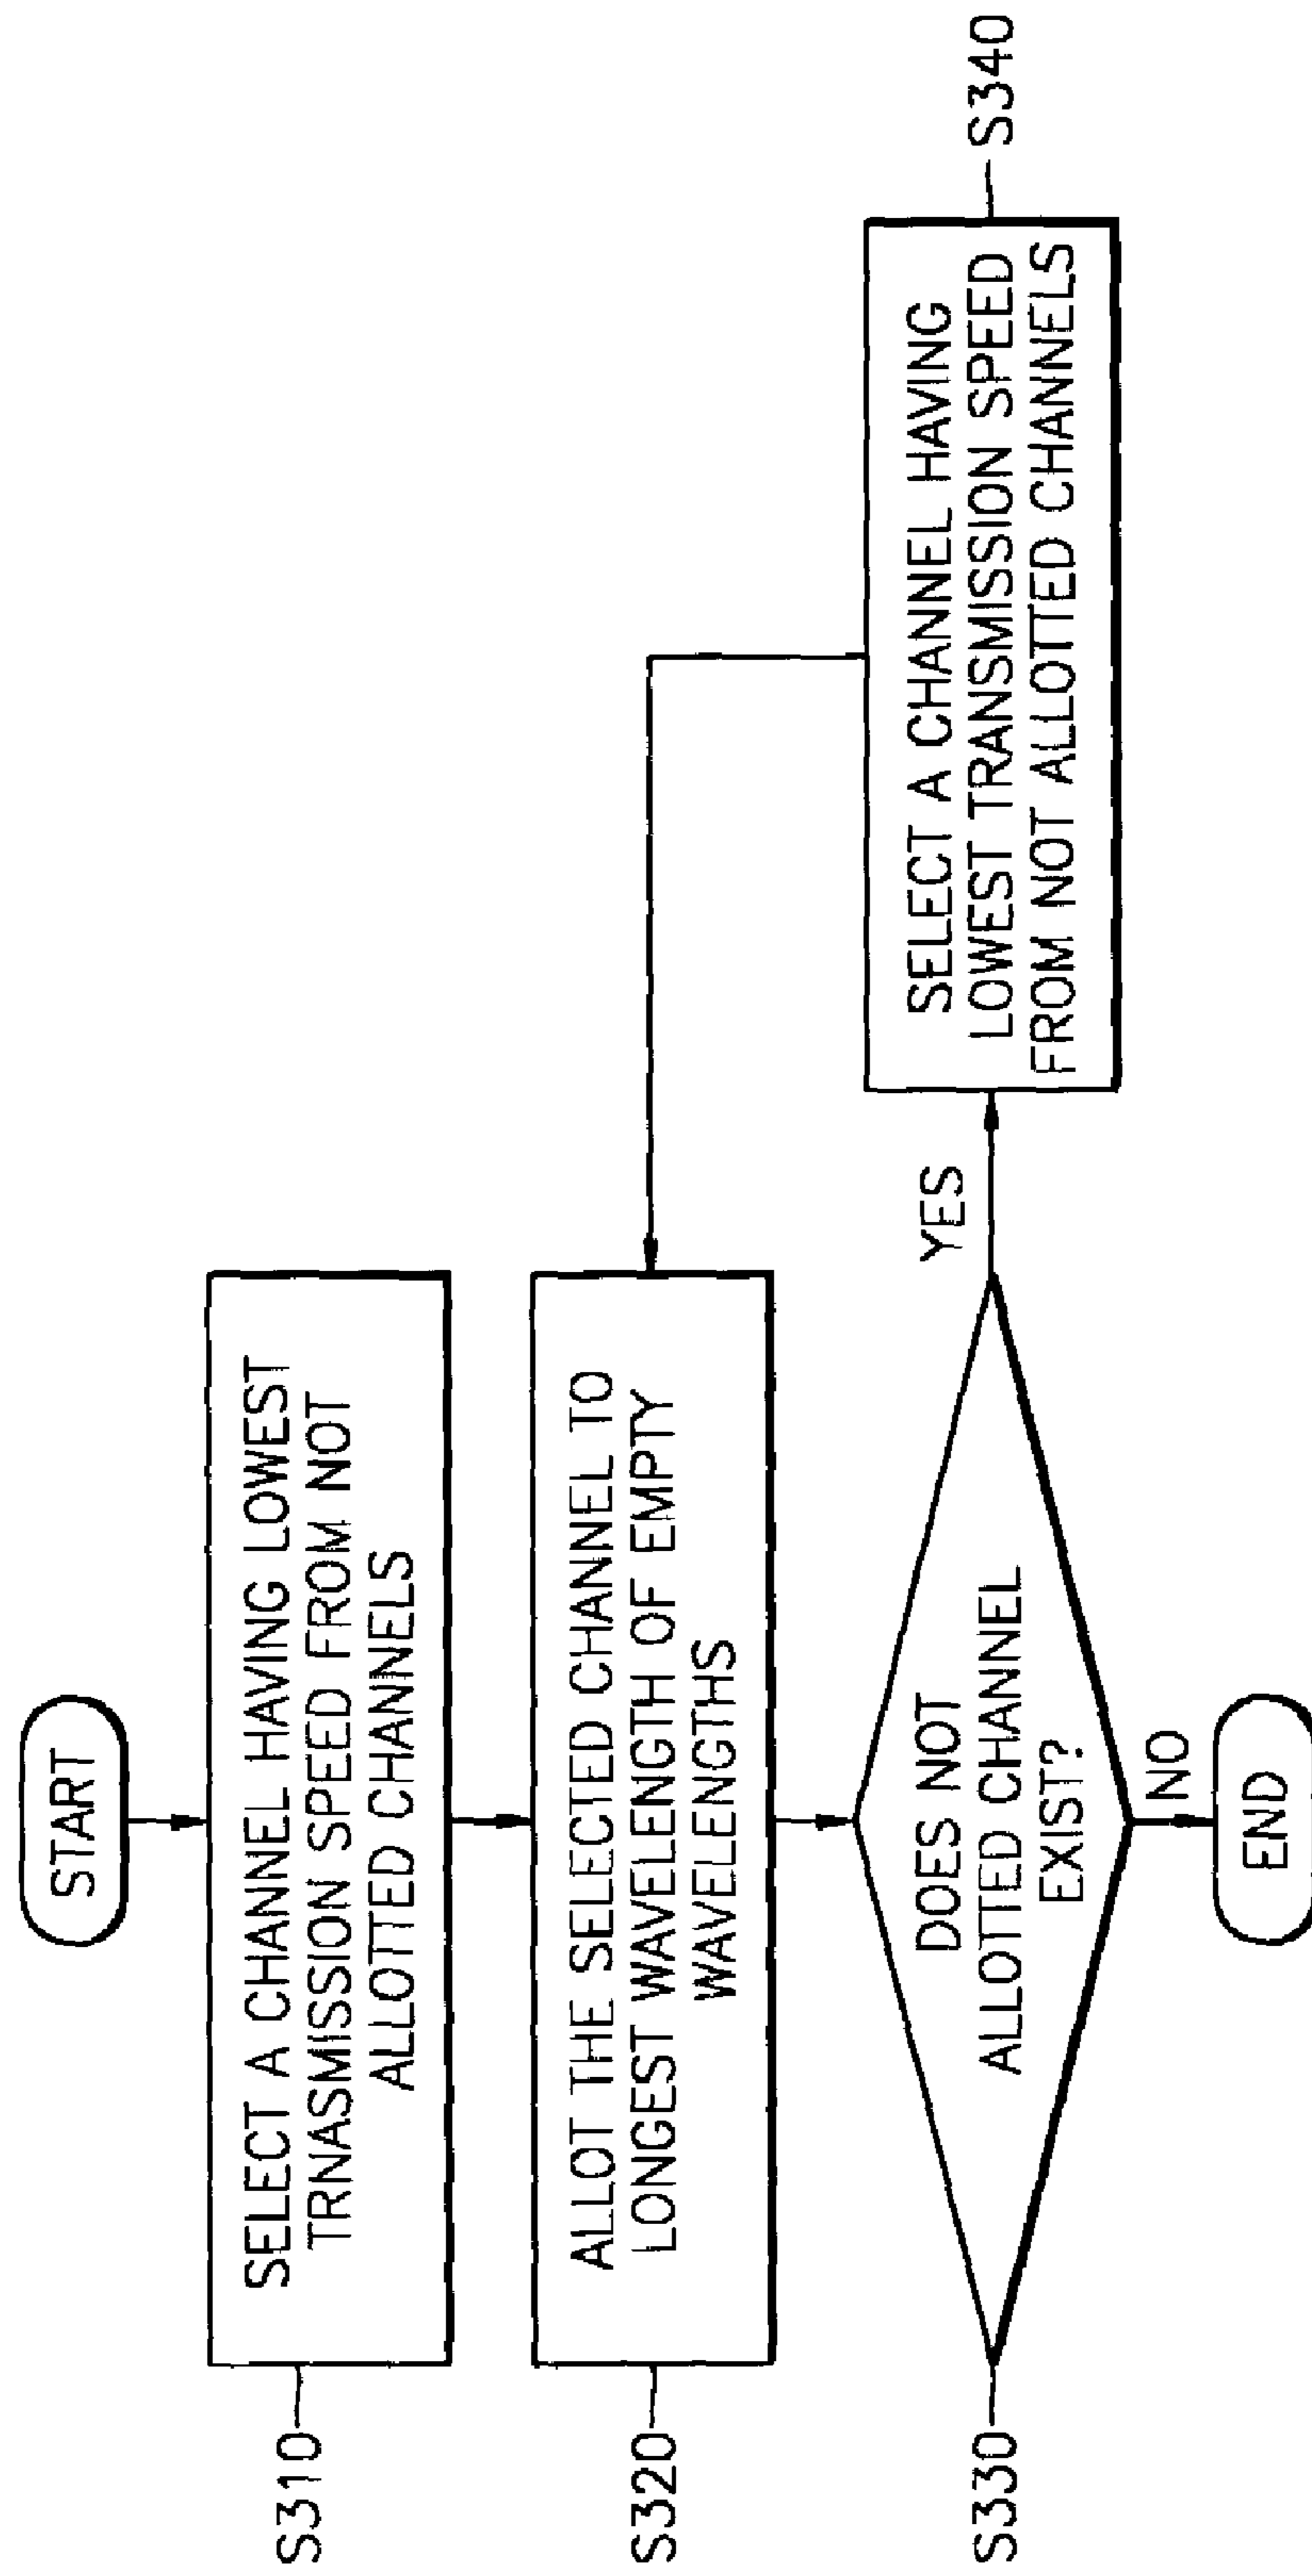 START
S310
SELECT A CHANNEL HAVING LOWEST
TRNASMISSION SPEED FROM NOT
ALLOTTED CHANNELS
S320
ALLOT THE SELECTED CHANNEL TO
LONGEST WAVELENGTH OF EMPTY
WAVELENGTHS
S330
DOES NOT
ALLOTTED CHANNEL
EXIST?
YES
SELECT A CHANNEL HAVING
LOWEST TRANSMISSION SPEED
FROM NOT ALLOTTED CHANNELS
S340
NO
END